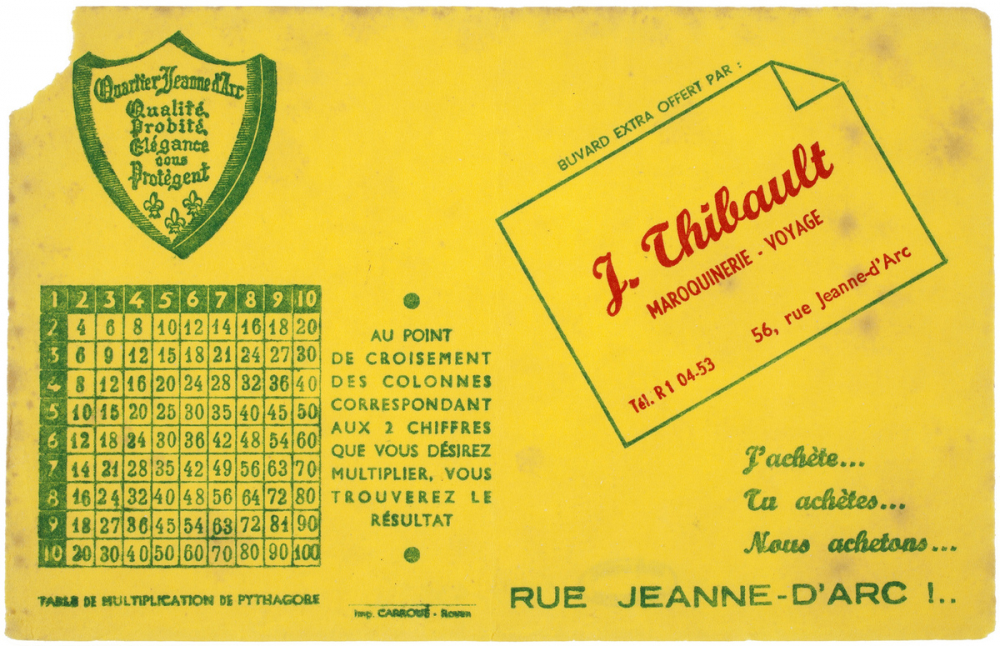 Quartier Jeanne d'Arc
Qualité,
Probité,
Elégance
vous
Protègent
1 2 3 4 5 6 7 8 9 10
2 4 6 8 10 12 14 16 18 20
3 6 9 12 15 18 21 24 27 30
4 8 12 16 20 24 28 32 36 40
5 10 15 20 25 30 35 40 45 50
6 12 18 24 30 36 42 48 54 60
7 14 21 28 35 42 49 56 63 70
8 16 24 32 40 48 56 64 72 80
9 18 27 36 45 54 63 72 81 90
10 20 30 40 50 60 70 80 90 100
TABLE DE MULTIPLICATION DE PYTHAGORE
AU POINT
DE CROISEMENT
DES COLONNES
CORRESPONDANT
AUX 2 CHIFFRES
QUE VOUS DÉSIREZ
MULTIPLIER, VOUS
TROUVEREZ LE
RÉSULTAT
Imp. CARROUÉ - Rouen
BUVARD EXTRA OFFERT PAR :
J. Thibault
MAROQUINERIE - VOYAGE
56, rue Jeanne-d'Arc
Tél. R1 04-53
J'achète...
Tu achètes...
Nous achetons...
RUE JEANNE-D'ARC !..